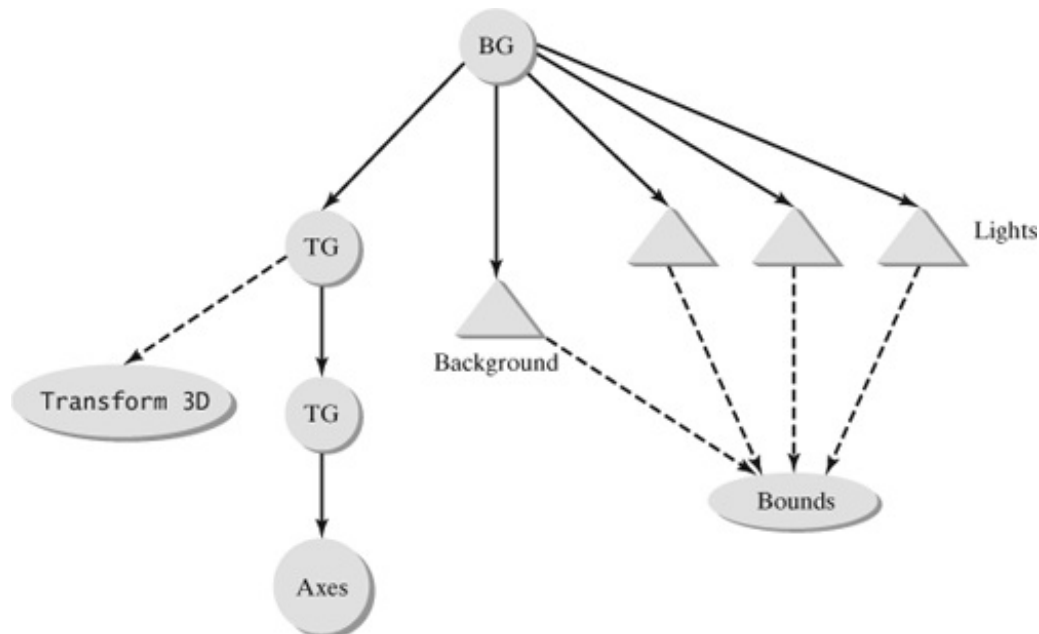 BG
TG
Lights
Background
Transform 3D
TG
Bounds
Axes